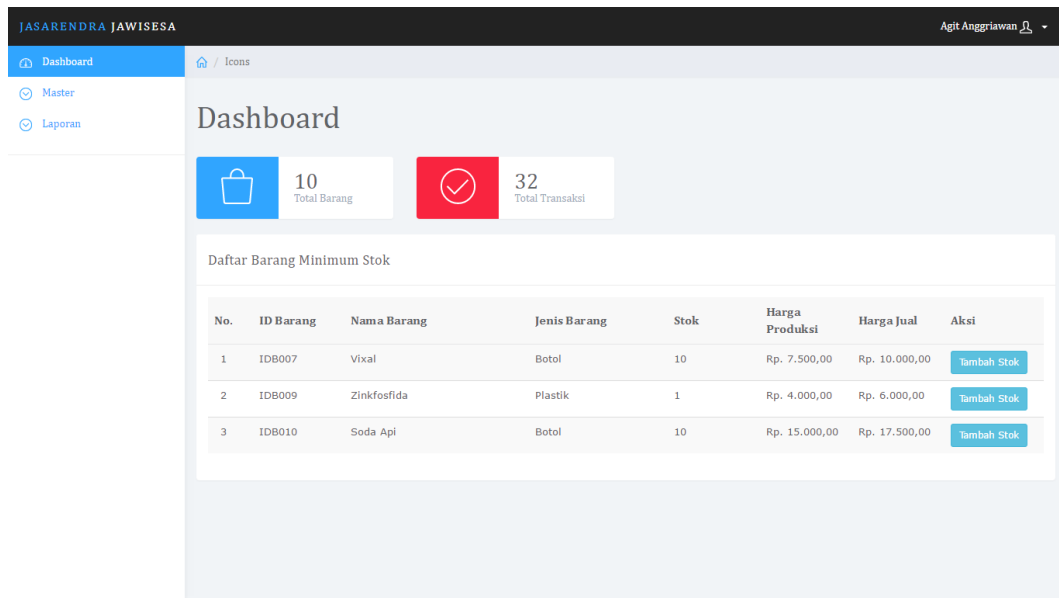 JASARENDRA JAWISESA
Agit Anggriawan
Dashboard
/ Icons
Master
Laporan
Dashboard
10
Total Barang
32
Total Transaksi
Daftar Barang Minimum Stok
No. ID Barang Nama Barang Jenis Barang Stok Harga Produksi Harga Jual Aksi
1 IDB007 Vixal Botol 10 Rp. 7.500,00 Rp. 10.000,00 Tambah Stok
2 IDB009 Zinkfosfida Plastik 1 Rp. 4.000,00 Rp. 6.000,00 Tambah Stok
3 IDB010 Soda Api Botol 10 Rp. 15.000,00 Rp. 17.500,00 Tambah Stok